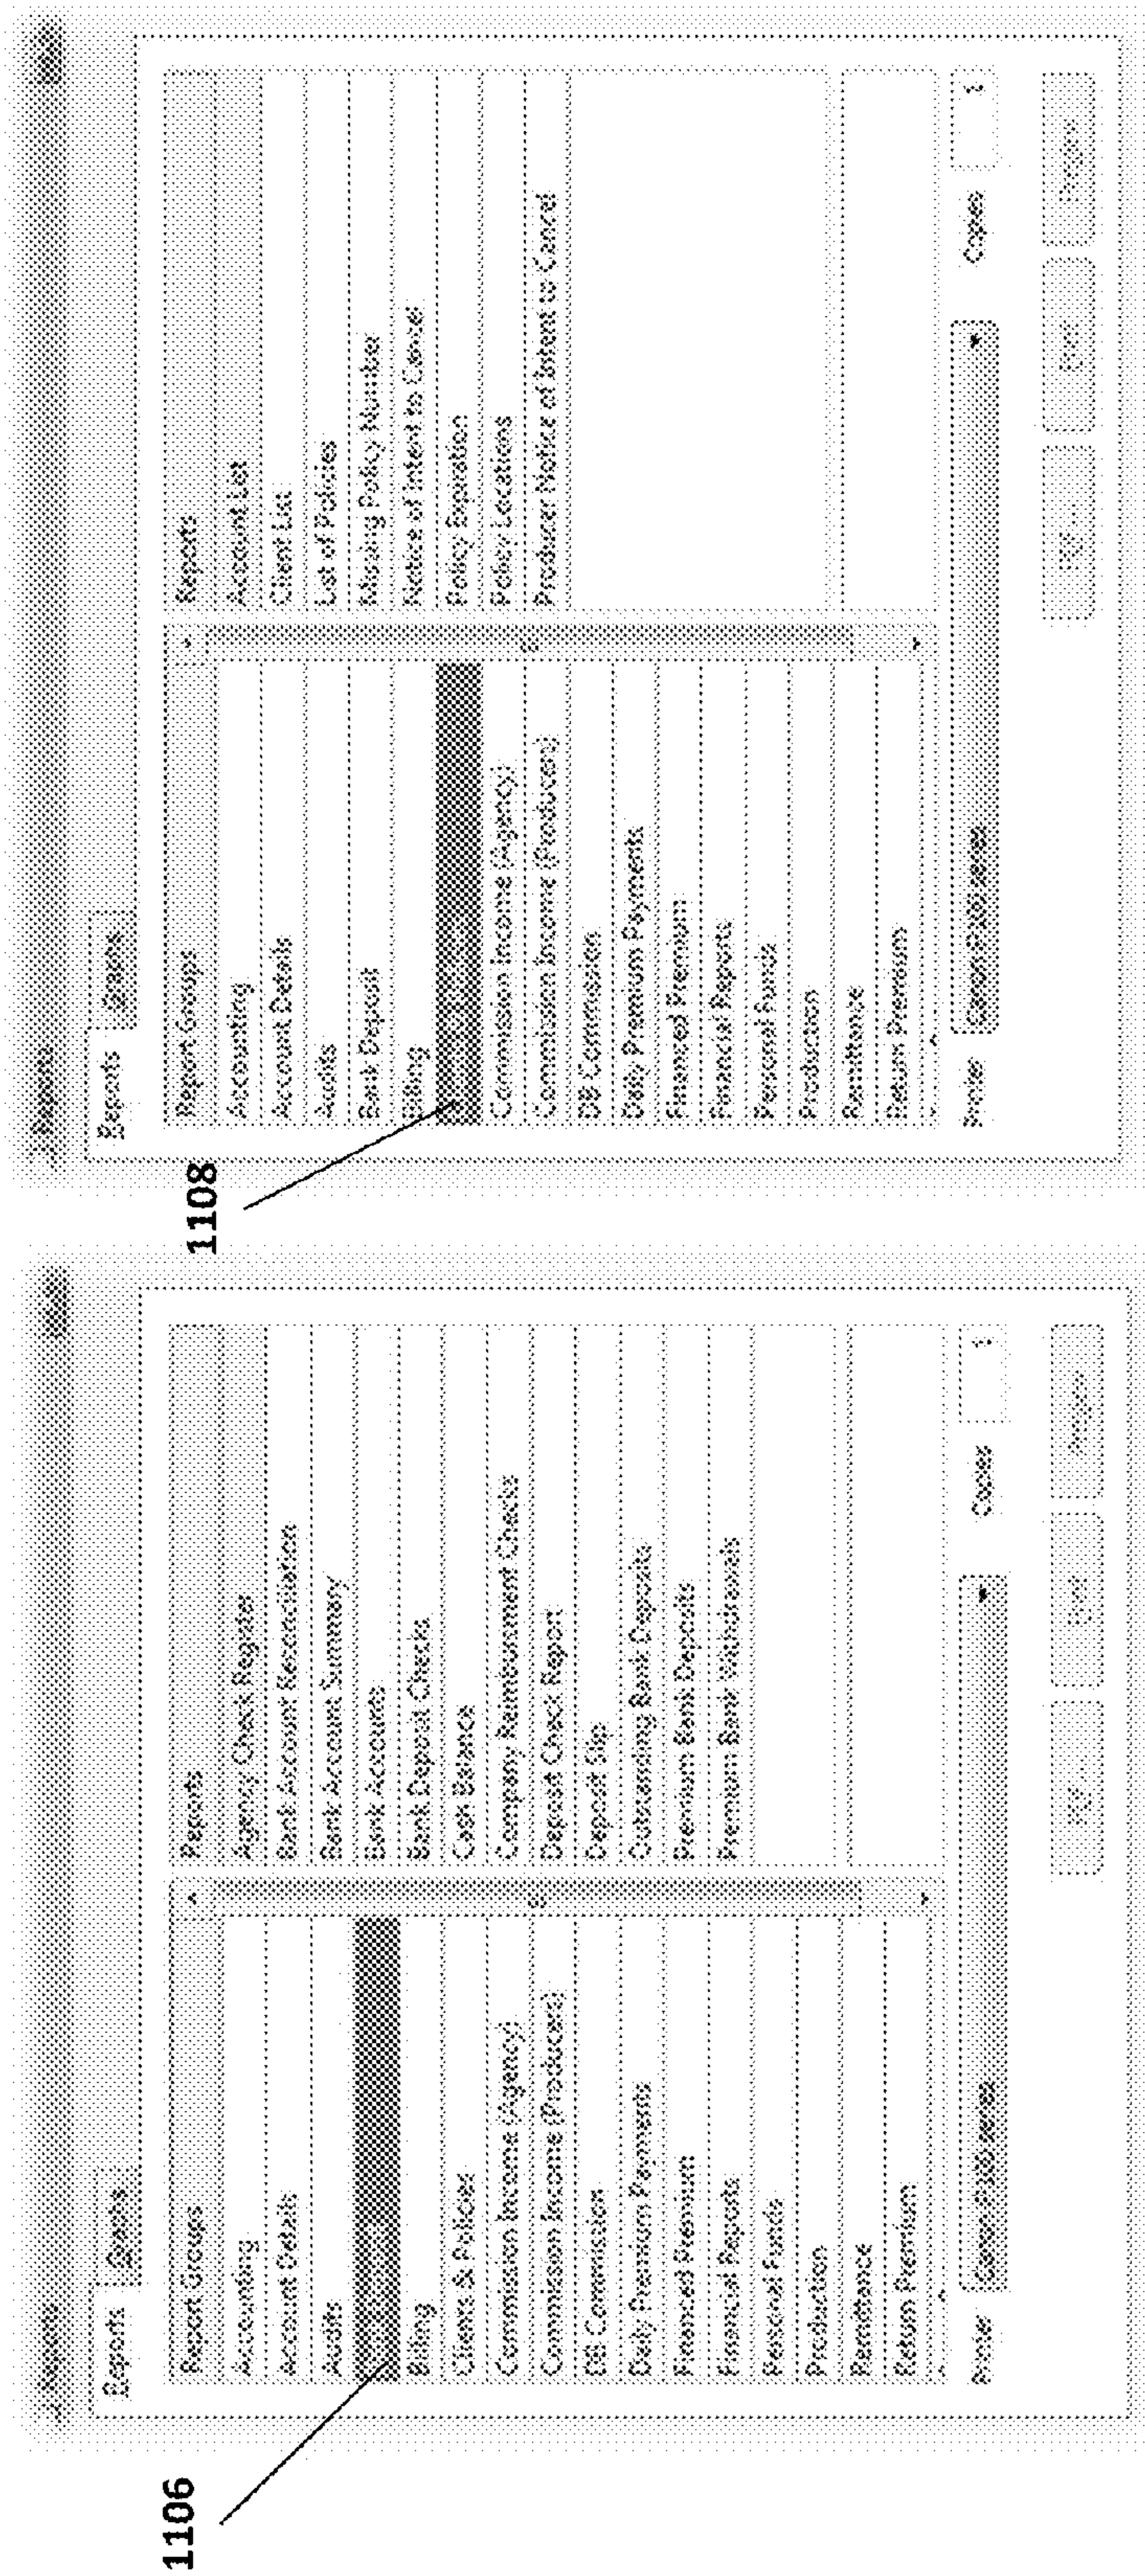 1106
Reports
Reports Graphs
Report Groups
Accounting
Account Details
Audits
Billing
Clients & Policies
Commission Income (Agency)
Commission Income (Producers)
DB Commission
Daily Premium Payments
Financed Premium
Financial Reports
Personal Funds
Production
Remittance
Return Premium
Reports
Agency Check Register
Bank Account Reconciliation
Bank Account Summary
Bank Accounts
Bank Deposit Checks
Cash Balance
Company Reimbursment Checks
Deposit Check Report
Deposit Slip
Outstanding Bank Deposits
Premium Bank Deposits
Premium Bank Withdrawals
Printer
Copies 1
1108
Reports
Reports Graphs
Report Groups
Accounting
Account Details
Audits
Bank Deposit
Billing
Commission Income (Agency)
Commission Income (Producers)
DB Commission
Daily Premium Payments
Financed Premium
Financial Reports
Personal Funds
Production
Remittance
Return Premium
Reports
Account List
Client List
List of Policies
Missing Policy Number
Notice of Intent to Cancel
Policy Expiration
Policy Locations
Producer Notice of Intent to Cancel
Printer
Copies 1